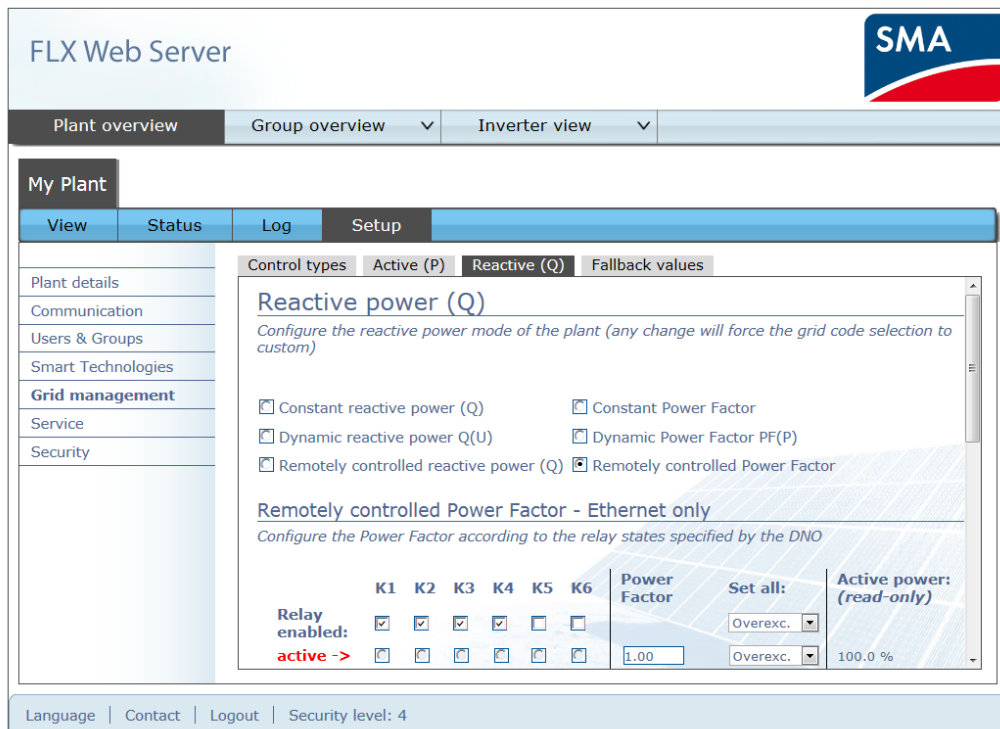 FLX Web Server
SMA
Plant overview Group overview Inverter view
My Plant
View Status Log Setup
Control types Active (P) Reactive (Q) Fallback values
Plant details
Communication
Users & Groups
Smart Technologies
Grid management
Service
Security
Reactive power (Q)
Configure the reactive power mode of the plant (any change will force the grid code selection to
custom)
Constant reactive power (Q) Constant Power Factor
Dynamic reactive power Q(U) Dynamic Power Factor PF(P)
Remotely controlled reactive power (Q) Remotely controlled Power Factor
Remotely controlled Power Factor - Ethernet only
Configure the Power Factor according to the relay states specified by the DNO
K1 K2 K3 K4 K5 K6 Power Factor Set all: Active power: (read-only)
Relay enabled: Overexc.
active -> 1.00 Overexc. 100.0 %
Language | Contact | Logout | Security level: 4